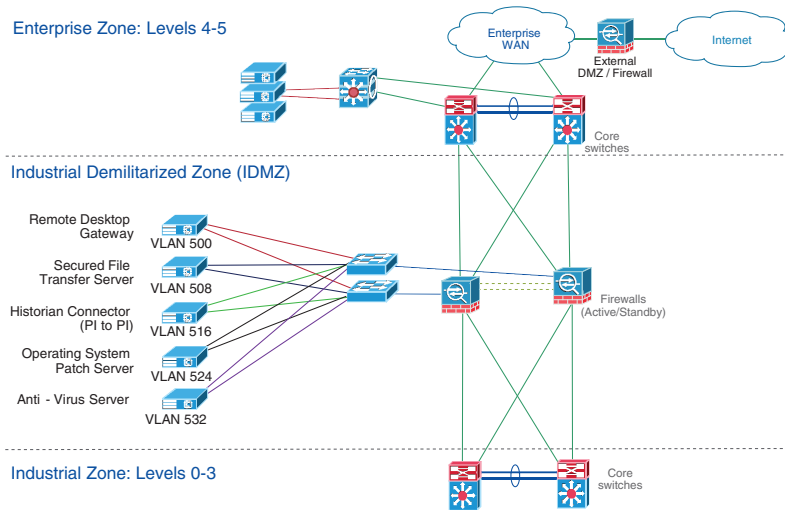 Enterprise Zone: Levels 4-5
Enterprise
WAN
External
DMZ / Firewall
Internet
Core
switches
Industrial Demilitarized Zone (IDMZ)
Remote Desktop
Gateway
VLAN 500
Secured File
Transfer Server
VLAN 508
Historian Connector
(PI to PI)
VLAN 516
Operating System
Patch Server
VLAN 524
Anti - Virus Server
VLAN 532
Firewalls
(Active/Standby)
Industrial Zone: Levels 0-3
Core
switches